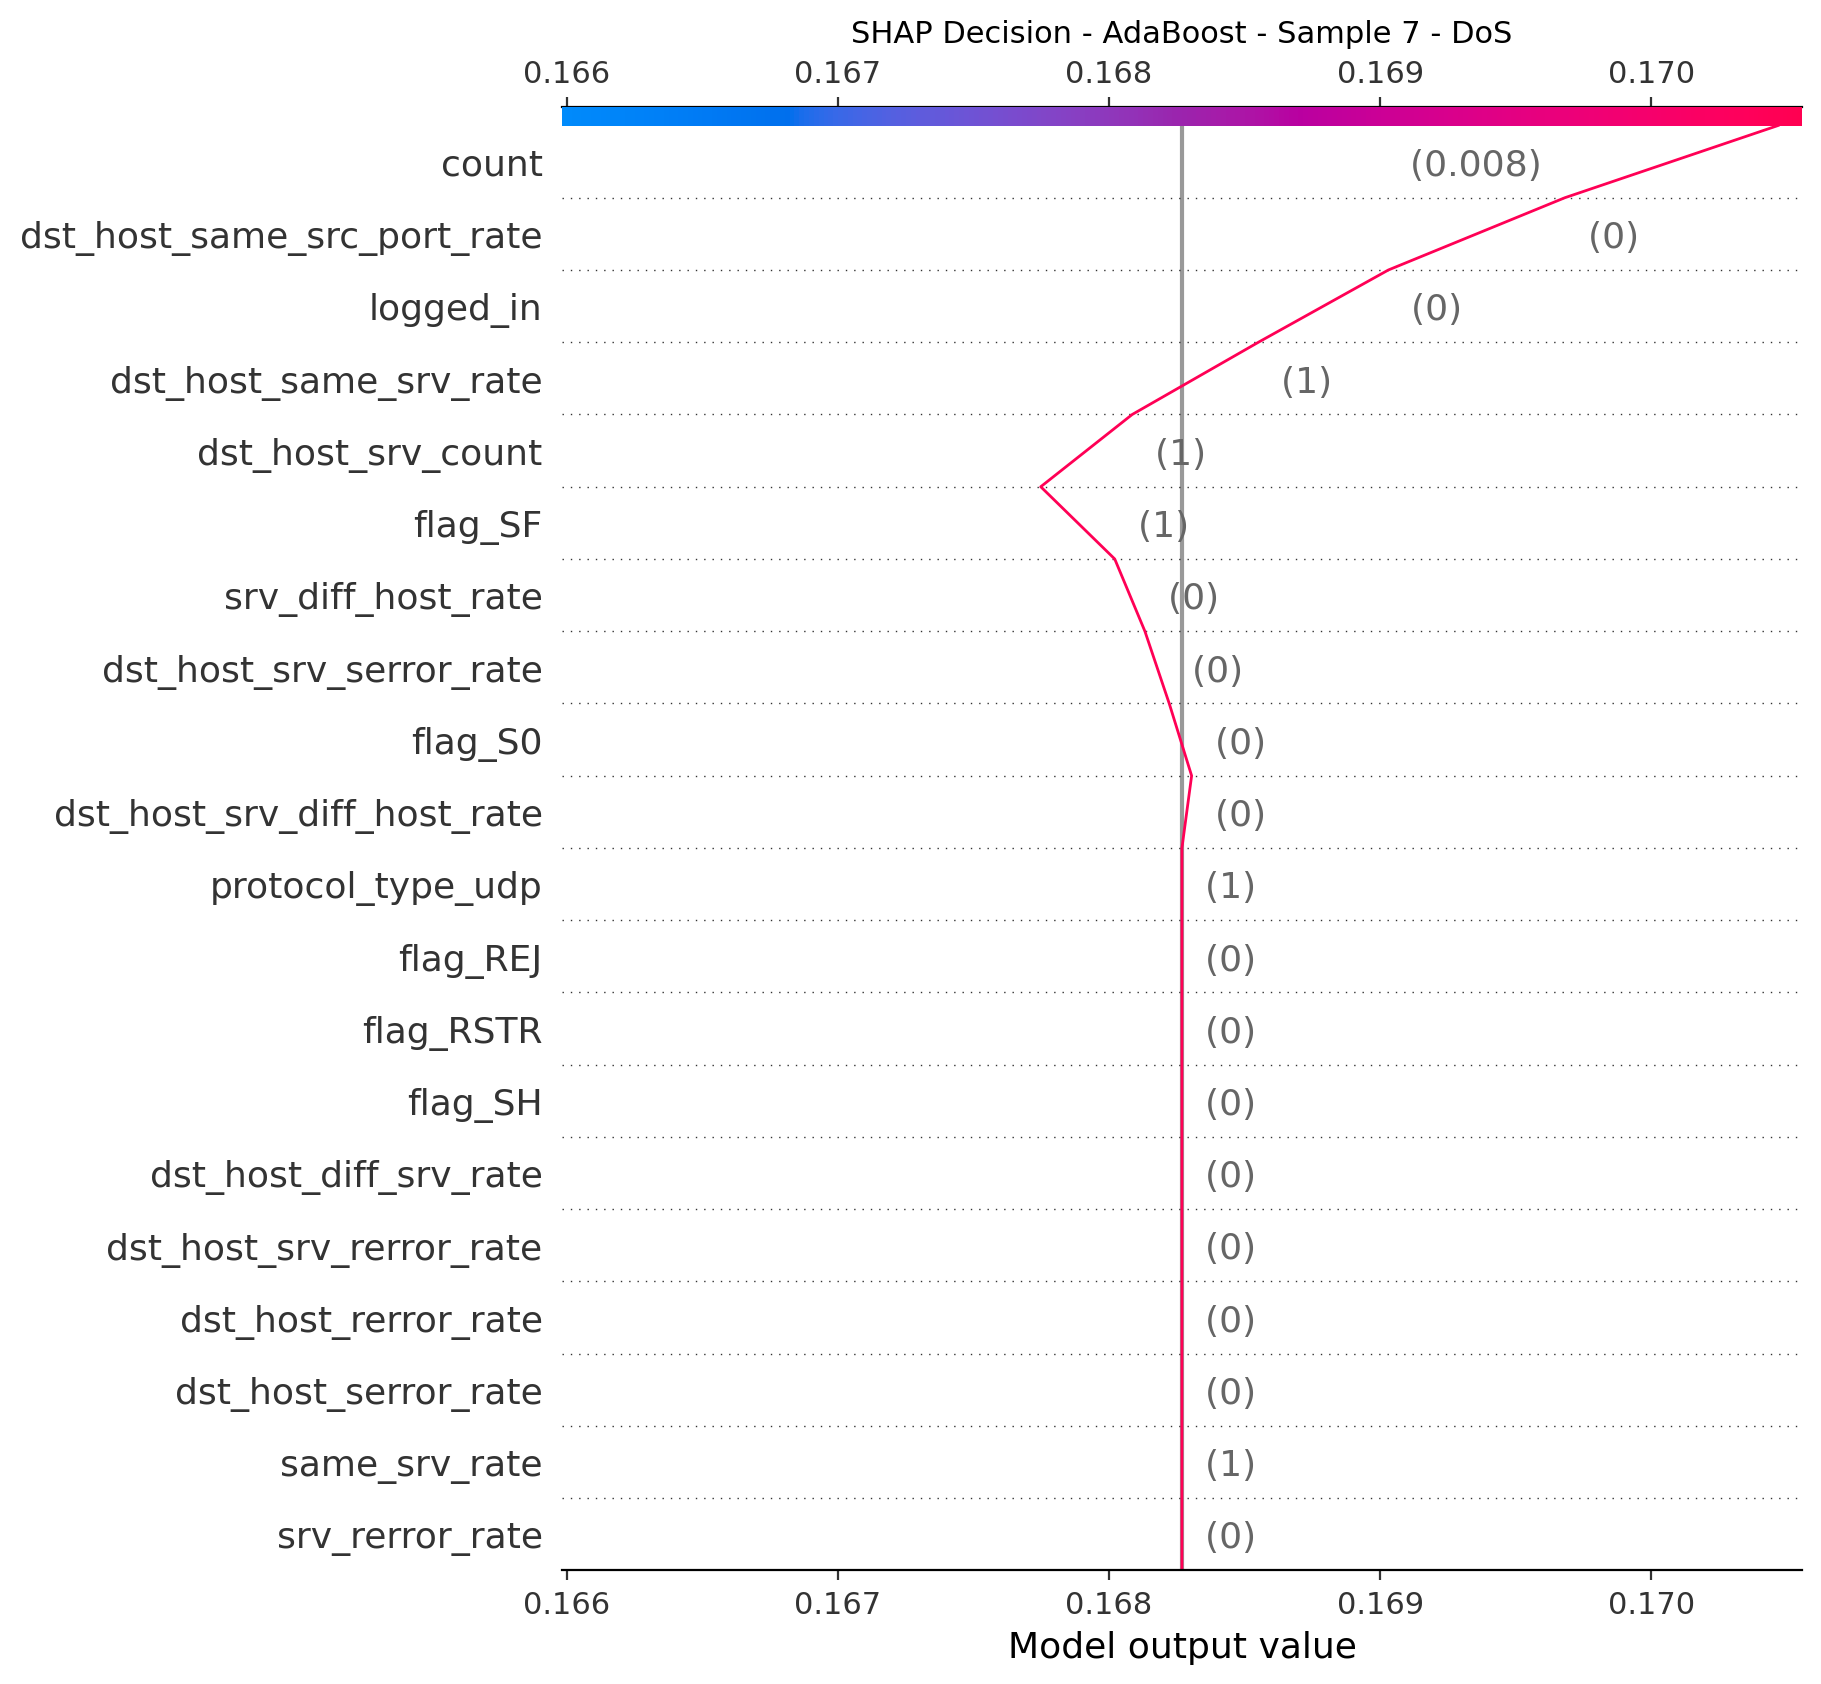 SHAP Decision - AdaBoost - Sample 7 - DoS
0.166 0.167 0.168 0.169 0.170
count (0.008)
dst_host_same_src_port_rate (0)
logged_in (0)
dst_host_same_srv_rate (1)
dst_host_srv_count (1)
flag_SF (1)
srv_diff_host_rate (0)
dst_host_srv_serror_rate (0)
flag_S0 (0)
dst_host_srv_diff_host_rate (0)
protocol_type_udp (1)
flag_REJ (0)
flag_RSTR (0)
flag_SH (0)
dst_host_diff_srv_rate (0)
dst_host_srv_rerror_rate (0)
dst_host_rerror_rate (0)
dst_host_serror_rate (0)
same_srv_rate (1)
srv_rerror_rate (0)
0.166 0.167 0.168 0.169 0.170
Model output value